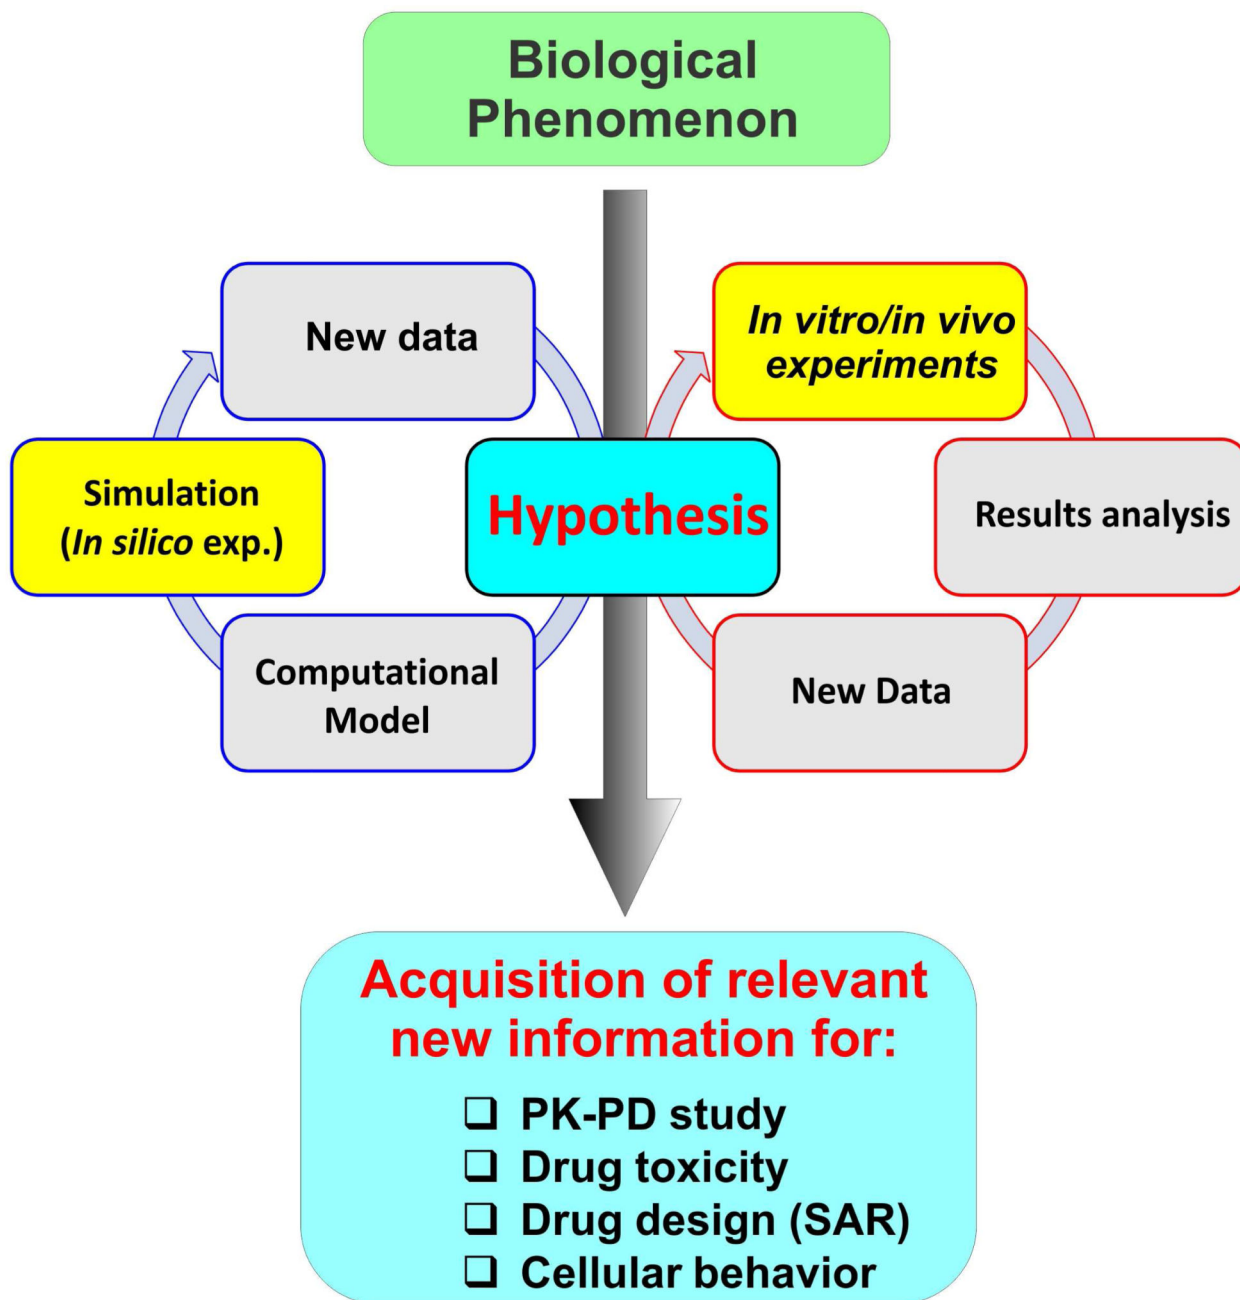 Biological
Phenomenon
New data
In vitro/in vivo
experiments
Simulation
(In silico exp.)
Hypothesis
Results analysis
Computational
Model
New Data
Acquisition of relevant
new information for:
❑ PK-PD study
❑ Drug toxicity
❑ Drug design (SAR)
❑ Cellular behavior